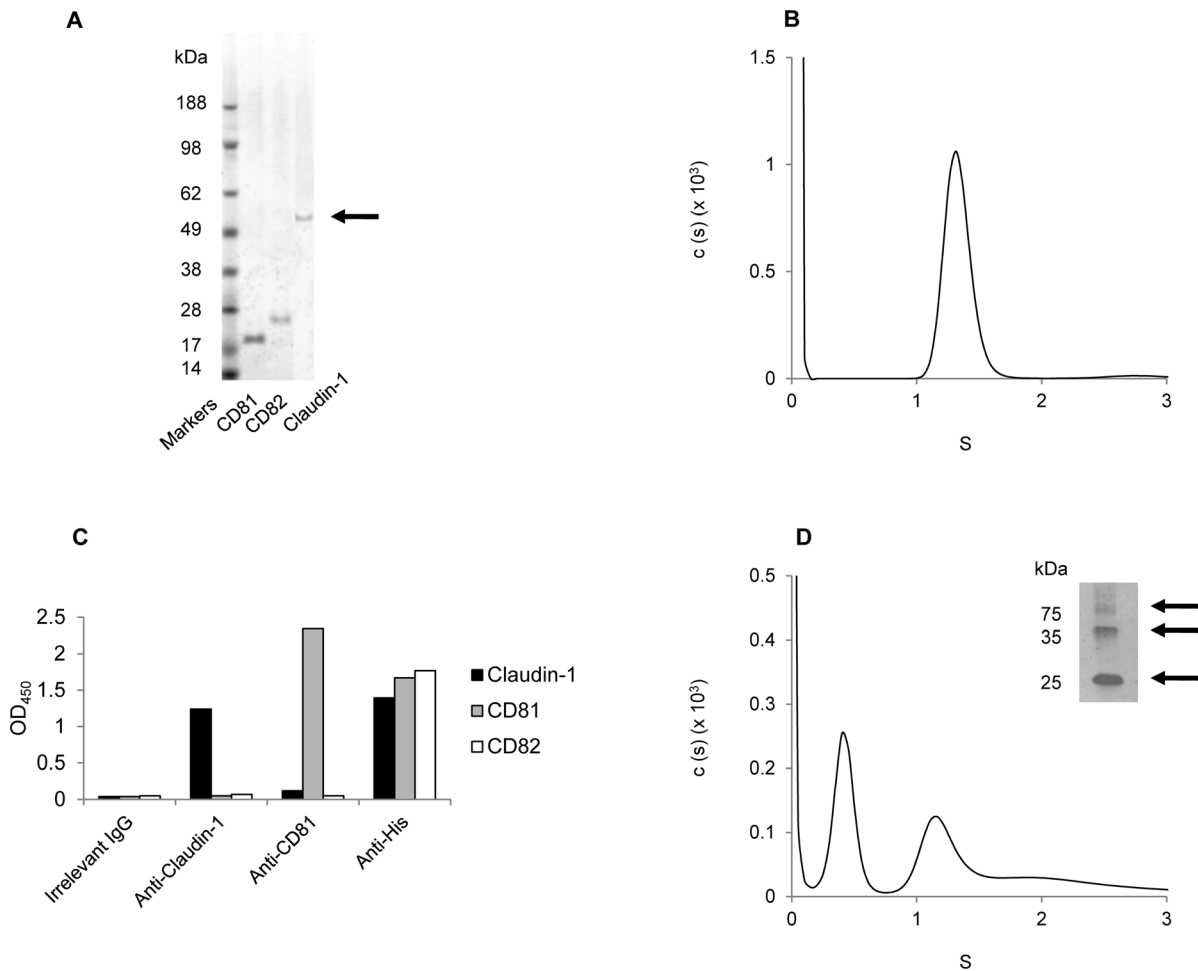 A
kDa
188
98
62
49
38
28
17
14
Markers
CD81
CD82
Claudin-1
B
c (s) (x 10³)
1.5
1
0.5
0
0
1
2
3
S
C
OD₄₅₀
2.5
2
1.5
1
0.5
0
Irrelevant IgG
Anti-Claudin-1
Anti-CD81
Anti-His
Claudin-1
CD81
CD82
D
c (s) (x 10³)
0.5
0.4
0.3
0.2
0.1
0
0
1
2
3
S
kDa
75
35
25